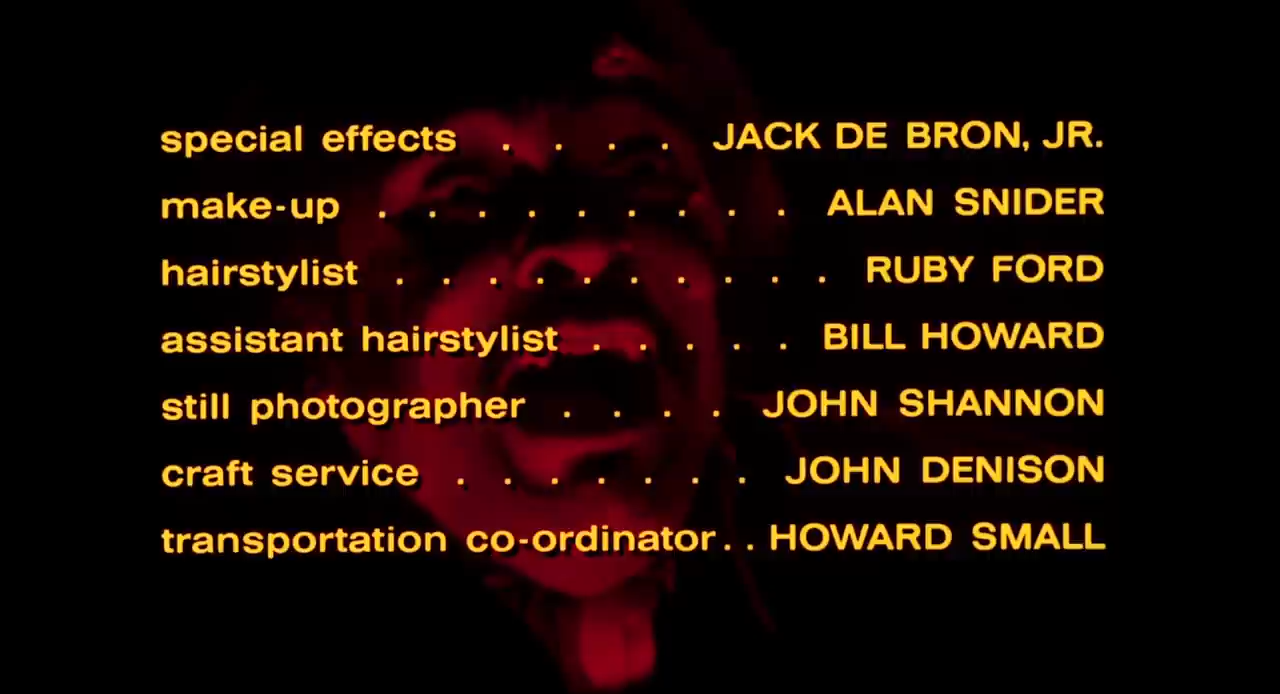 special effects . . . . JACK DE BRON, JR.
make-up . . . . . . . . . ALAN SNIDER
hairstylist . . . . . . . . . . RUBY FORD
assistant hairstylist . . . . . BILL HOWARD
still photographer . . . . JOHN SHANNON
craft service . . . . . . . JOHN DENISON
transportation co-ordinator . . HOWARD SMALL